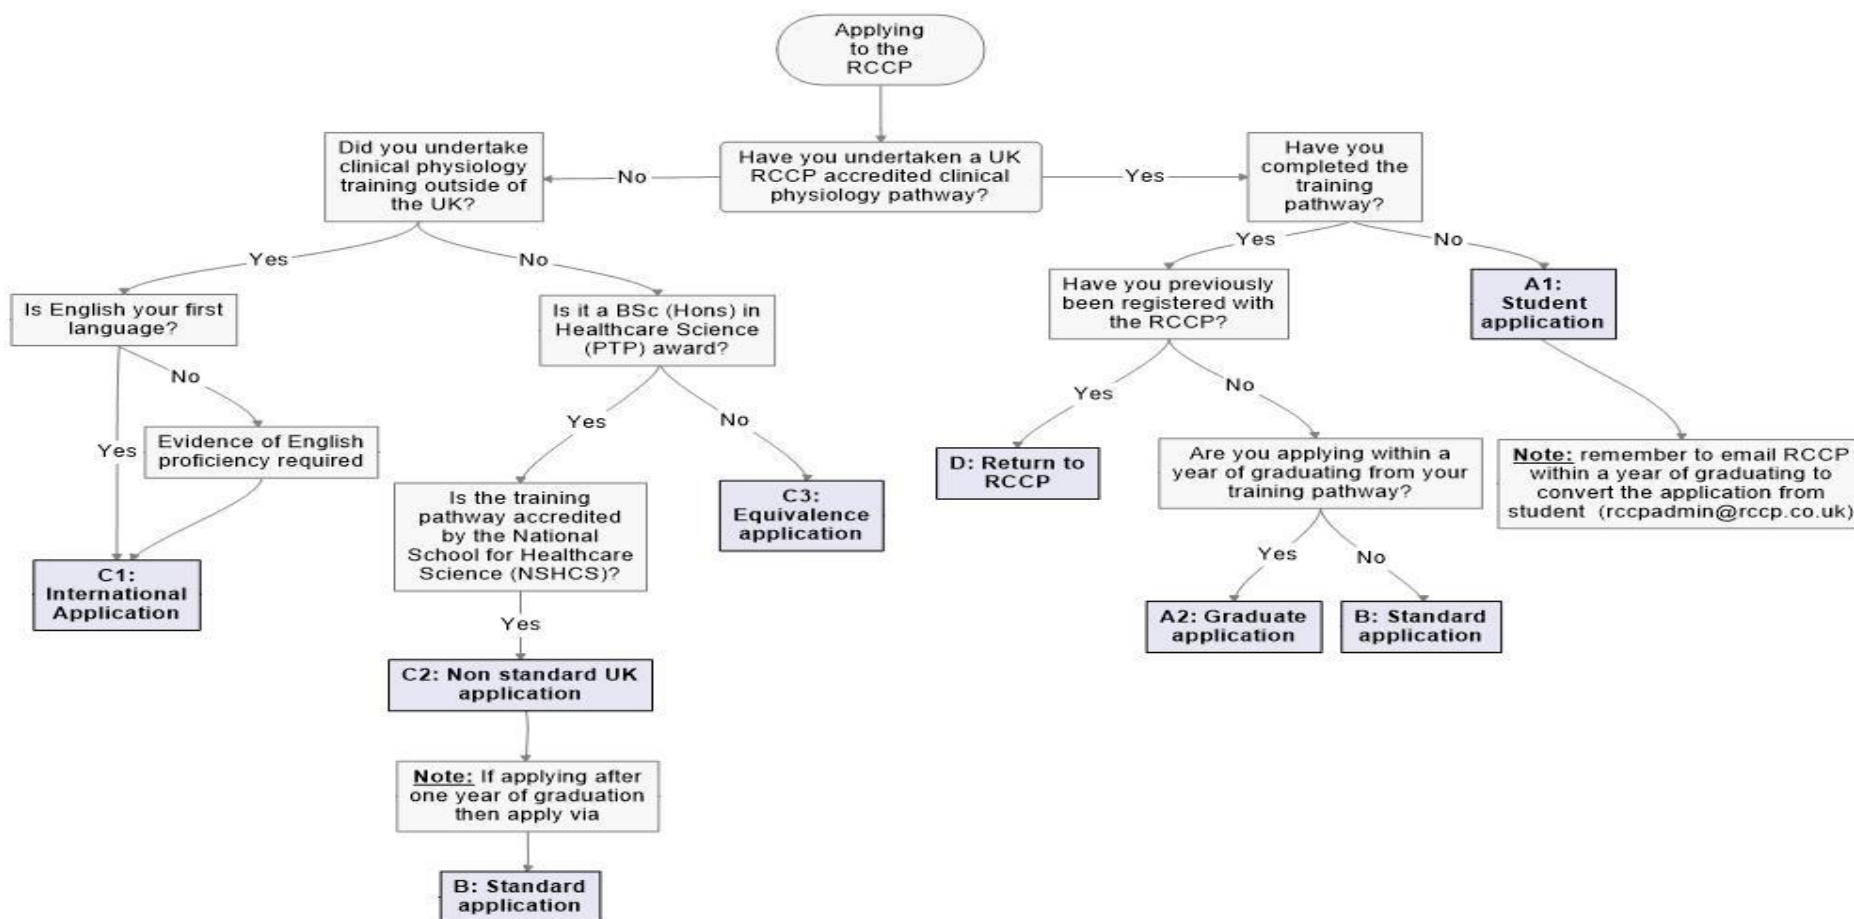 Applying
to the
RCCP
Have you undertaken a UK
RCCP accredited clinical
physiology pathway?
No
Yes
Did you undertake
clinical physiology
training outside of
the UK?
Yes
No
Is English your first
language?
No
Yes
Evidence of English
proficiency required
C1:
International
Application
Is it a BSc (Hons) in
Healthcare Science
(PTP) award?
Yes
No
Is the training
pathway accredited
by the National
School for Healthcare
Science (NSHCS)?
Yes
C3:
Equivalence
application
C2: Non standard UK
application
Note: If applying after
one year of graduation
then apply via
B: Standard
application
Have you
completed the
training
pathway?
Yes
No
Have you previously
been registered with
the RCCP?
Yes
No
D: Return to
RCCP
Are you applying within a
year of graduating from your
training pathway?
Yes
No
A2: Graduate
application
B: Standard
application
A1:
Student
application
Note: remember to email RCCP
within a year of graduating to
convert the application from
student (rccpadmin@rccp.co.uk)